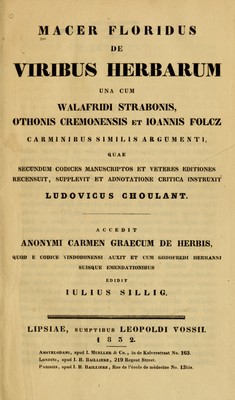 MACER FLORIDUS
DE
VIRIBUS HERBARUM
UNA CUM
WALAFRIDI STRABONIS,
OTHONIS CREMONENSIS ET IOANNIS FOLCZ
CARMINIBUS SIMILIS ARGUMENTI,
QUAE
SECUNDUM CODICES MANUSCRIPTOS ET VETERES EDITIONES
RECENSUIT, SUPPLEVIT ET ADNOTATIONE CRITICA INSTRUXIT
LUDOVICUS CHOULANT.
ACCEDIT
ANONYMI CARMEN GRAECUM DE HERBIS,
QUOD E CODICE VINDOBONENSI AUXIT ET CUM GODOFREDI HERMANNI
SUISQUE EMENDATIONIBUS
EDIDIT
IULIUS SILLIG.
LIPSIAE, SUMPTIBUS LEOPOLDI VOSSII.
1832.
AMSTELODAMI, apud I. MUELLER & Co., in de Kalverstraat No. 163.
LONDINI, apud I. H. BAILLIERE, 219 Regent Street.
PARISIIS, apud I. B. BAILLIERE, Rue de l'école de médecine No. 13bis.